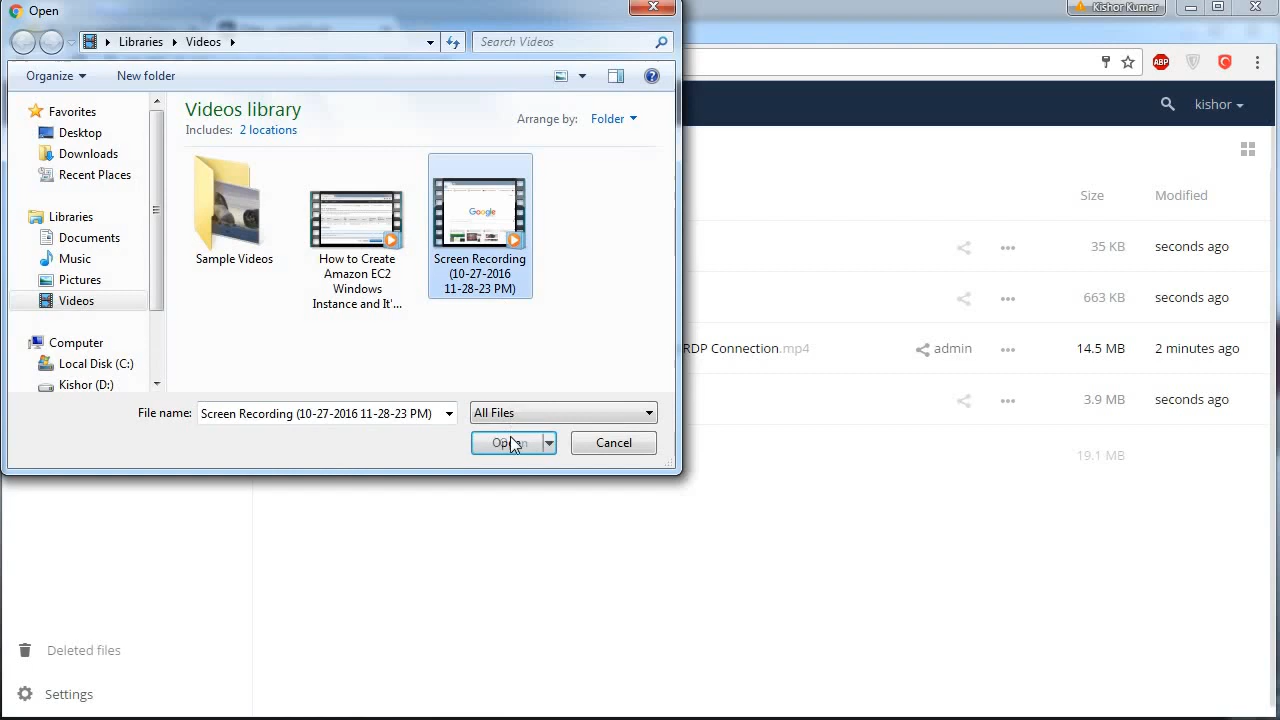 Open
Kishor Kumar
Libraries
Videos
Search Videos
Organize
New folder
kishor
Favorites
Desktop
Downloads
Recent Places
Libraries
Documents
Music
Pictures
Videos
Computer
Local Disk (C:)
Kishor (D:)
Videos library
Includes: 2 locations
Arrange by: Folder
Sample Videos
How to Create
Amazon EC2
Windows
Instance and It'...
Google
Screen Recording
(10-27-2016
11-28-23 PM)
File name: Screen Recording (10-27-2016 11-28-23 PM)
All Files
Open
Cancel
ABP
Size Modified
35 KB seconds ago
663 KB seconds ago
RDP Connection.mp4 admin 14.5 MB 2 minutes ago
3.9 MB seconds ago
19.1 MB
Deleted files
Settings